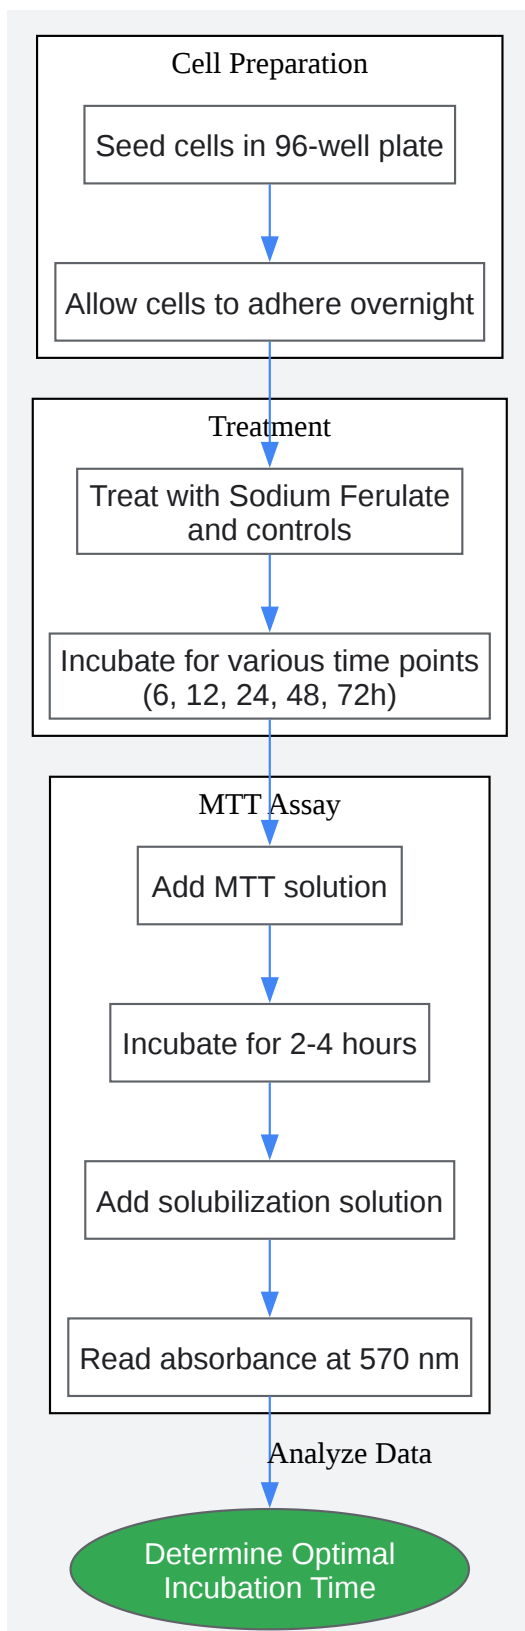 Cell Preparation
Seed cells in 96-well plate
Allow cells to adhere overnight
Treatment
Treat with Sodium Ferulate
and controls
Incubate for various time points
(6, 12, 24, 48, 72h)
MTT Assay
Add MTT solution
Incubate for 2-4 hours
Add solubilization solution
Read absorbance at 570 nm
Analyze Data
Determine Optimal
Incubation Time